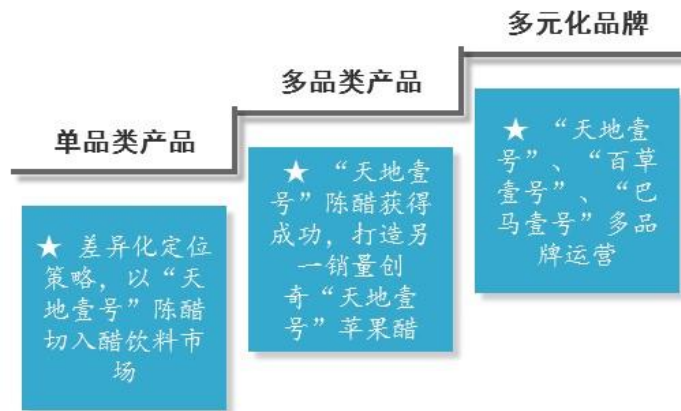 单品类产品
★ 差异化定位
策略，以“天
地壹号”陈醋
切入醋饮料市
场
多品类产品
★ “天地壹
号”陈醋获得
成功，打造另
一销量创
奇“天地壹
号”苹果醋
多元化品牌
★ “天地壹
号”、“百草
壹号”、“巴
马壹号”多品
牌运营